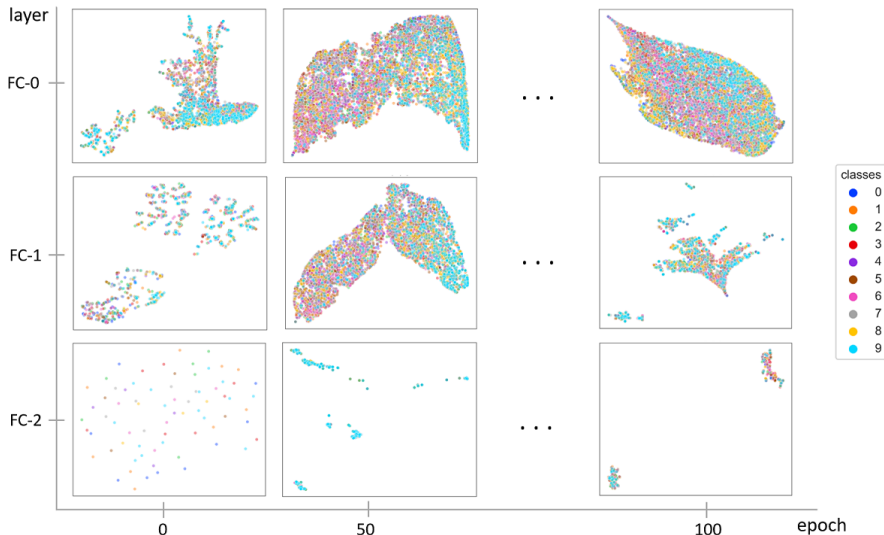 layer
FC-0
FC-1
FC-2
. . .
. . .
. . .
classes
0
1
2
3
4
5
6
7
8
9
0
50
100
epoch